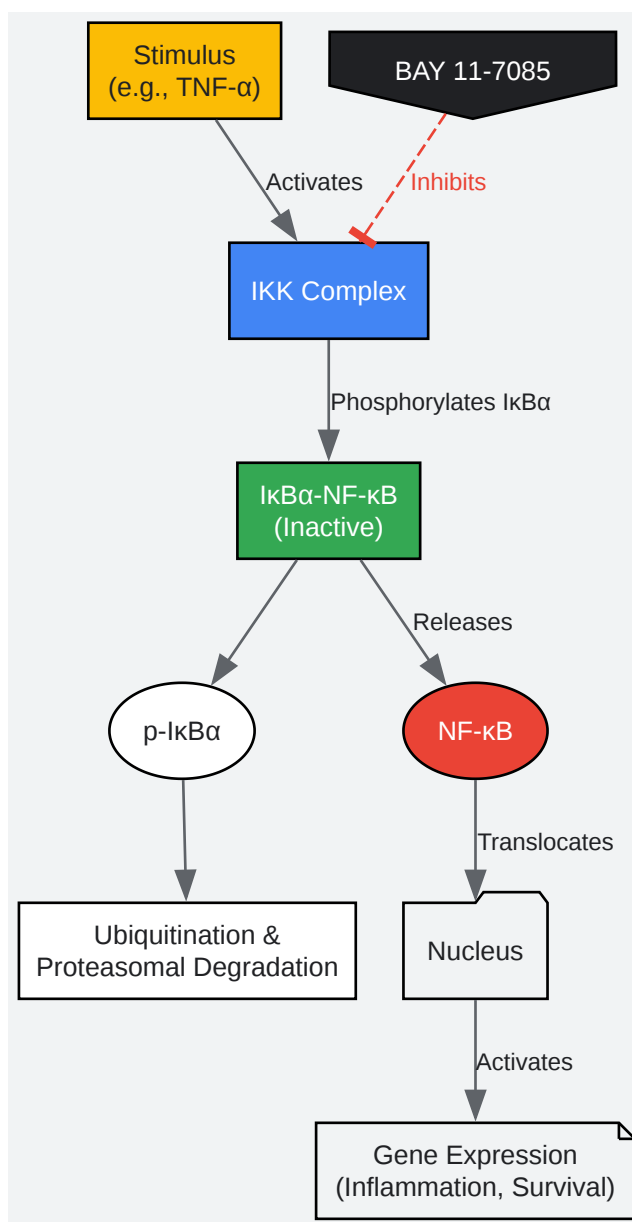 Stimulus
(e.g., TNF-α)
BAY 11-7085
Activates
Inhibits
IKK Complex
Phosphorylates IκBα
IκBα-NF-κB
(Inactive)
Releases
p-IκBα
NF-κB
Translocates
Ubiquitination &
Proteasomal Degradation
Nucleus
Activates
Gene Expression
(Inflammation, Survival)